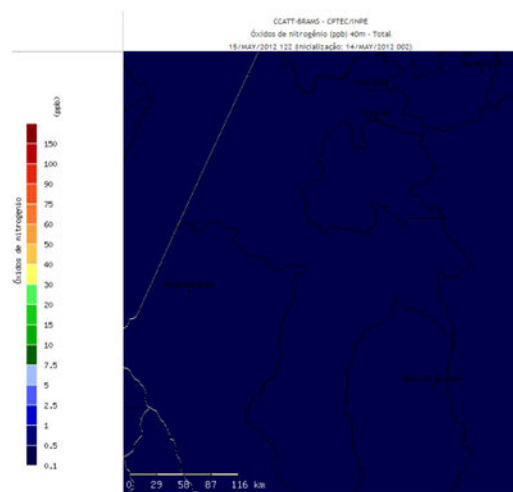 CCATT-BRAMS - CPTEC/INPE
Óxidos de nitrogênio (ppb) 40m - Total
15/MAY/2012 12Z (Inicialização: 14/MAY/2012 00Z)
(ppb)
Óxidos de nitrogenio
150
100
90
75
60
50
40
30
20
15
10
7.5
5
2.5
1
0.5
0.1
0 29 58 87 116 km